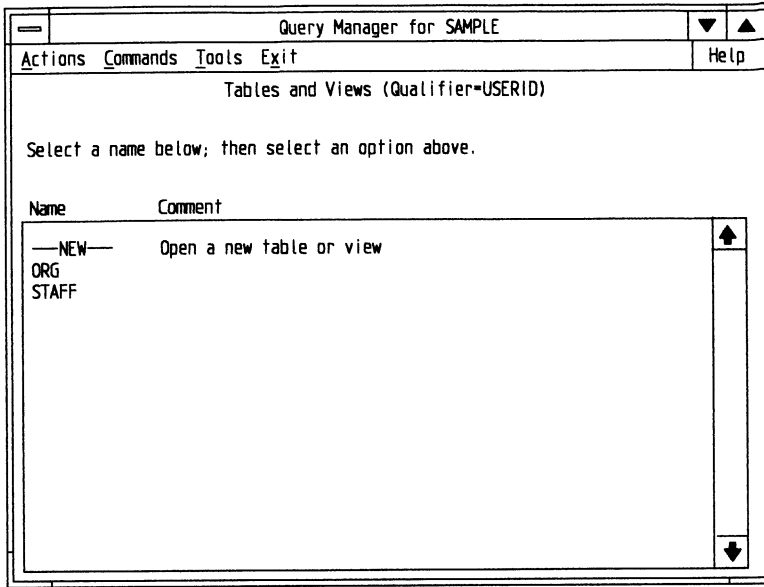 Query Manager for SAMPLE
Actions Commands Tools Exit Help
Tables and Views (Qualifier=USERID)
Select a name below; then select an option above.
Name Comment
—NEW— Open a new table or view
ORG
STAFF